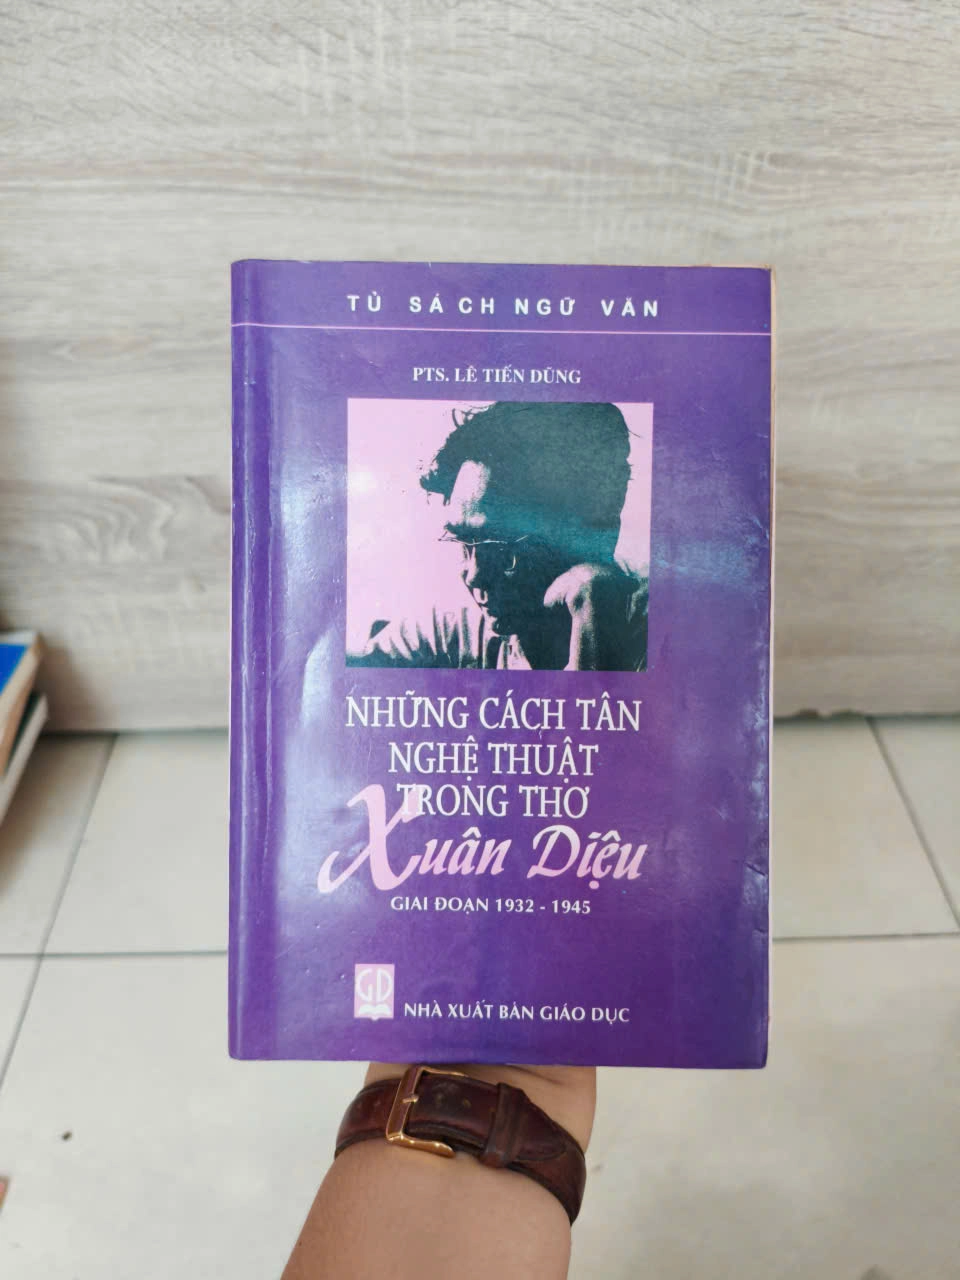 TỦ SÁCH NGỮ VĂN
PTS. LÊ TIẾN DŨNG
NHỮNG CÁCH TÂN
NGHỆ THUẬT
TRONG THƠ
Xuân Diệu
GIAI ĐOẠN 1932 - 1945
GD
NHÀ XUẤT BẢN GIÁO DỤC